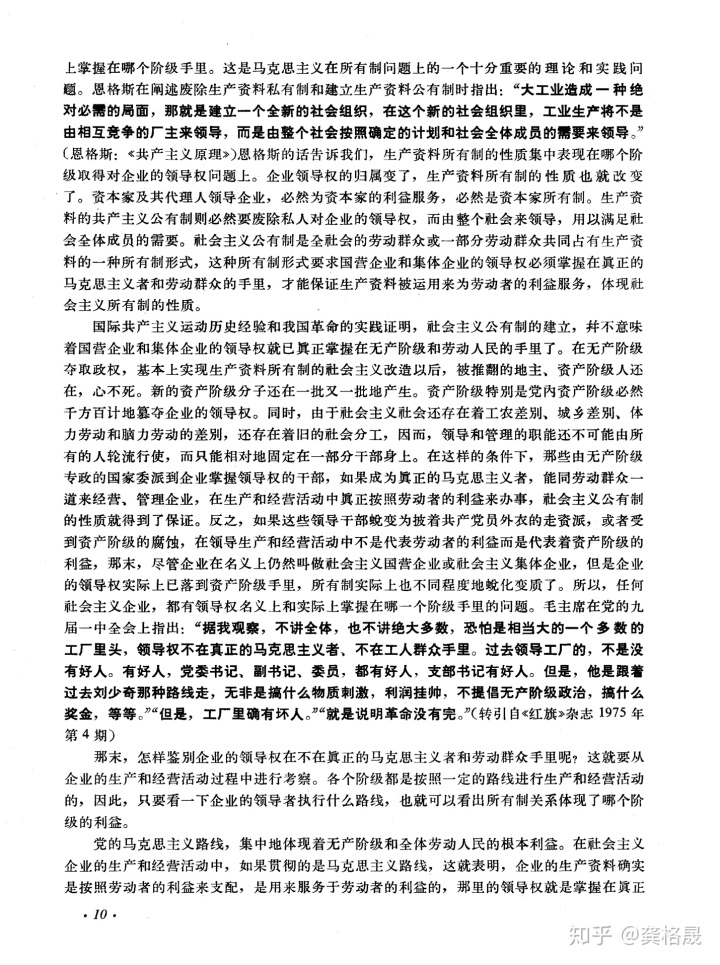 上掌握在哪个阶级手里。这是马克思主义在所有制问题上的一个十分重要的理论和实践问
题。恩格斯在阐述废除生产资料私有制和建立生产资料公有制时指出：“大工业造成一种绝
对必需的局面，那就是建立一个全新的社会组织，在这个新的社会组织里，工业生产将不是
由相互竞争的厂主来领导，而是由整个社会按照确定的计划和社会全体成员的需要来领导。”
（恩格斯：《共产主义原理》）恩格斯的话告诉我们，生产资料所有制的性质集中表现在哪个阶
级取得对企业的领导权问题上。企业领导权的归属变了，生产资料所有制的性质也就改变
了。资本家及其代理人领导企业，必然为资本家的利益服务，必然是资本家所有制。生产资
料的共产主义公有制则必然要废除私人对企业的领导权，而由整个社会来领导，用以满足社
会全体成员的需要。社会主义公有制是全社会的劳动群众或一部分劳动群众共同占有生产资
料的一种所有制形式，这种所有制形式要求国营企业和集体企业的领导权必须掌握在真正的
马克思主义者和劳动群众的手里，才能保证生产资料被运用来为劳动者的利益服务，体现社
会主义所有制的性质。
国际共产主义运动历史经验和我国革命的实践证明，社会主义公有制的建立，并不意味
着国营企业和集体企业的领导权就已真正掌握在无产阶级和劳动人民的手里了。在无产阶级
夺取政权，基本上实现生产资料所有制的社会主义改造以后，被推翻的地主、资产阶级人还
在，心不死。新的资产阶级分子还在一批又一批地产生。资产阶级特别是党内资产阶级必然
千方百计地篡夺企业的领导权。同时，由于社会主义社会还存在着工农差别、城乡差别、体
力劳动和脑力劳动的差别，还存在着旧的社会分工，因而，领导和管理的职能还不可能由所
有的人轮流行使，而只能相对地固定在一部分干部身上。在这样的条件下，那些由无产阶级
专政的国家委派到企业掌握领导权的干部，如果成为真正的马克思主义者，能同劳动群众一
道来经营、管理企业，在生产和经营活动中真正按照劳动者的利益来办事，社会主义公有制
的性质就得到了保证。反之，如果这些领导干部蜕变为披着共产党员外衣的走资派，或者受
到资产阶级的腐蚀，在领导生产和经营活动中不是代表劳动者的利益而是代表着资产阶级的
利益，那末，尽管企业在名义上仍然叫做社会主义国营企业或社会主义集体企业，但是企业
的领导权实际上已落到资产阶级手里，所有制实际上也不同程度地蜕化变质了。所以，任何
社会主义企业，都有领导权名义上和实际上掌握在哪一个阶级手里的问题。毛主席在党的九
届一中全会上指出：“据我观察，不讲全体，也不讲绝大多数，恐怕是相当大的一个多数的
工厂里头，领导权不在真正的马克思主义者、不在工人群众手里。过去领导工厂的，不是没
有好人。有好人，党委书记、副书记、委员，都有好人，支部书记有好人。但是，他是跟着
过去刘少奇那种路线走，无非是搞什么物质刺激，利润挂帅，不提倡无产阶级政治，搞什么
奖金，等等。”“但是，工厂里确有坏人。”“就是说明革命没有完。”（转引自《红旗》杂志 1975 年
第 4 期）
那末，怎样鉴别企业的领导权在不在真正的马克思主义者和劳动群众手里呢？这就要从
企业的生产和经营活动过程中进行考察。各个阶级都是按照一定的路线进行生产和经营活动
的，因此，只要看一下企业的领导者执行什么路线，也就可以看出所有制关系体现了哪个阶
级的利益。
党的马克思主义路线，集中地体现着无产阶级和全体劳动人民的根本利益。在社会主义
企业的生产和经营活动中，如果贯彻的是马克思主义路线，这就表明，企业的生产资料确实
是按照劳动者的利益来支配，是用来服务于劳动者的利益的，那里的领导权就是掌握在真正
· 10 ·
知乎 @龚格晟